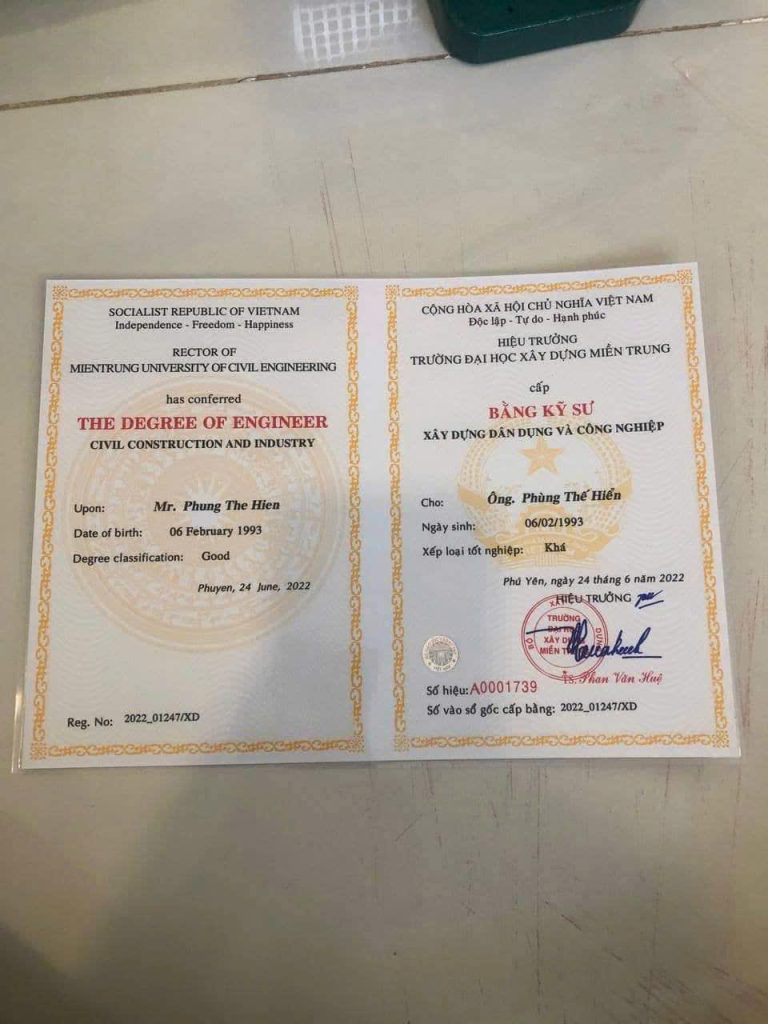 SOCIALIST REPUBLIC OF VIETNAM
Independence - Freedom - Happiness
RECTOR OF
MIENTRUNG UNIVERSITY OF CIVIL ENGINEERING
has conferred
THE DEGREE OF ENGINEER
CIVIL CONSTRUCTION AND INDUSTRY
Upon: Mr. Phung The Hien
Date of birth: 06 February 1993
Degree classification: Good
Phuyen, 24 June, 2022
Reg. No: 2022_01247/XD
CỘNG HÒA XÃ HỘI CHỦ NGHĨA VIỆT NAM
Độc lập - Tự do - Hạnh phúc
HIỆU TRƯỞNG
TRƯỜNG ĐẠI HỌC XÂY DỰNG MIỀN TRUNG
cấp
BẰNG KỸ SƯ
XÂY DỰNG DÂN DỤNG VÀ CÔNG NGHIỆP
Cho: Ông. Phùng Thế Hiển
Ngày sinh: 06/02/1993
Xếp loại tốt nghiệp: Khá
Phú Yên, ngày 24 tháng 6 năm 2022
HIỆU TRƯỞNG
TRƯỜNG
XÂY
MIỀN
TS. Phan Văn Huệ
Số hiệu: A0001739
Số vào sổ gốc cấp bằng: 2022_01247/XD